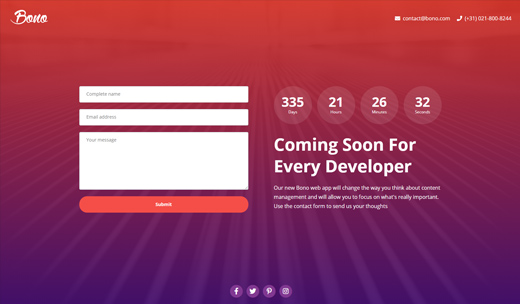 Bono
contact@bono.com (+31) 021-800-8244
Complete name
Email address
Your message
Submit
335 21 26 32
Days Hours Minutes Seconds
Coming Soon For
Every Developer
Our new Bono web app will change the way you think about content
management and will allow you to focus on what's really important.
Use the contact form to send us your thoughts